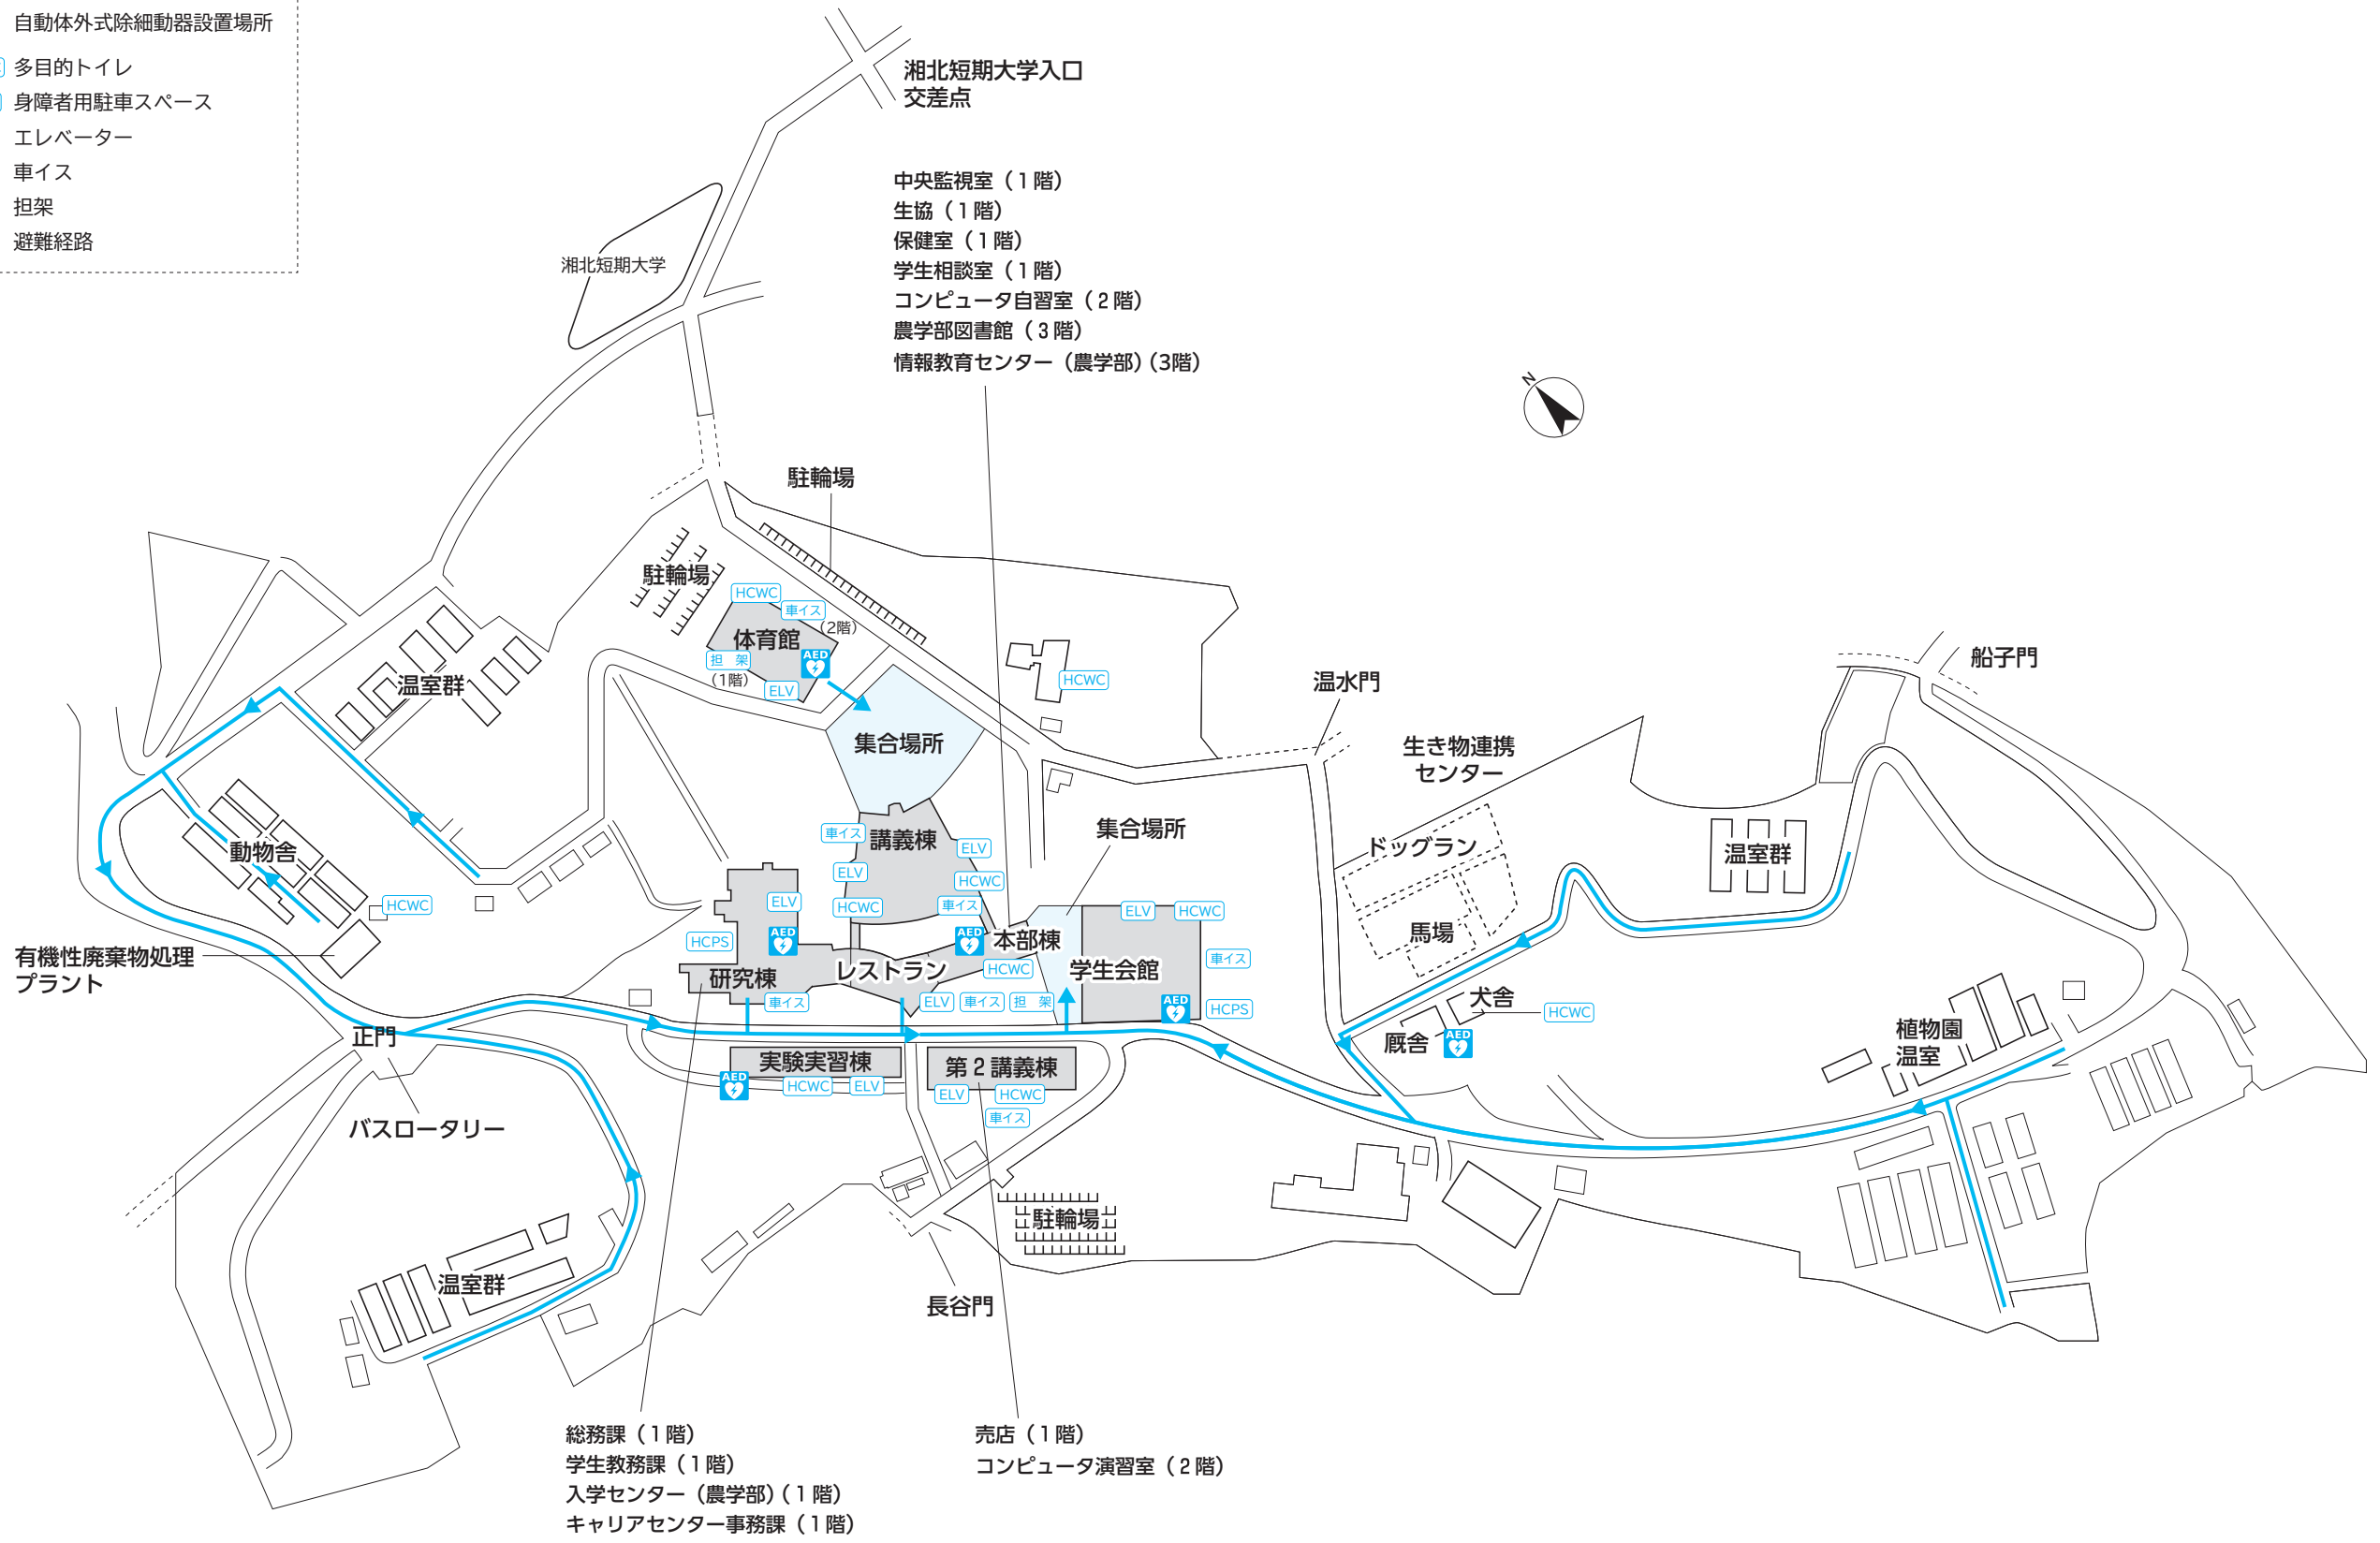 自動体外式除細動器設置場所
多目的トイレ
身障者用駐車スペース
エレベーター
車イス
担架
避難経路
湘北短期大学入口
交差点
湘北短期大学
中央監視室（1階）
生協（1階）
保健室（1階）
学生相談室（1階）
コンピュータ自習室（2階）
農学部図書館（3階）
情報教育センター（農学部）（3階）
N
駐輪場
駐輪場
HCWC
車イス
（2階）
体育館
AED
担 架
（1階）
ELV
温室群
HCWC
温水門
船子門
集合場所
生き物連携
センター
集合場所
車イス
講義棟
ELV
ドッグラン
温室群
動物舎
ELV
HCWC
HCWC
ELV
HCWC
車イス
ELV
HCWC
HCPS
AED
AED
本部棟
馬場
有機性廃棄物処理
プラント
研究棟
レストラン
HCWC
学生会館
車イス
車イス
ELV
車イス
担 架
AED
HCPS
犬舎
HCWC
正門
厩舎
AED
植物園
温室
実験実習棟
AED
HCWC
ELV
第2講義棟
ELV
HCWC
車イス
バスロータリー
駐輪場
温室群
長谷門
総務課（1階）
学生教務課（1階）
入学センター（農学部）（1階）
キャリアセンター事務課（1階）
売店（1階）
コンピュータ演習室（2階）